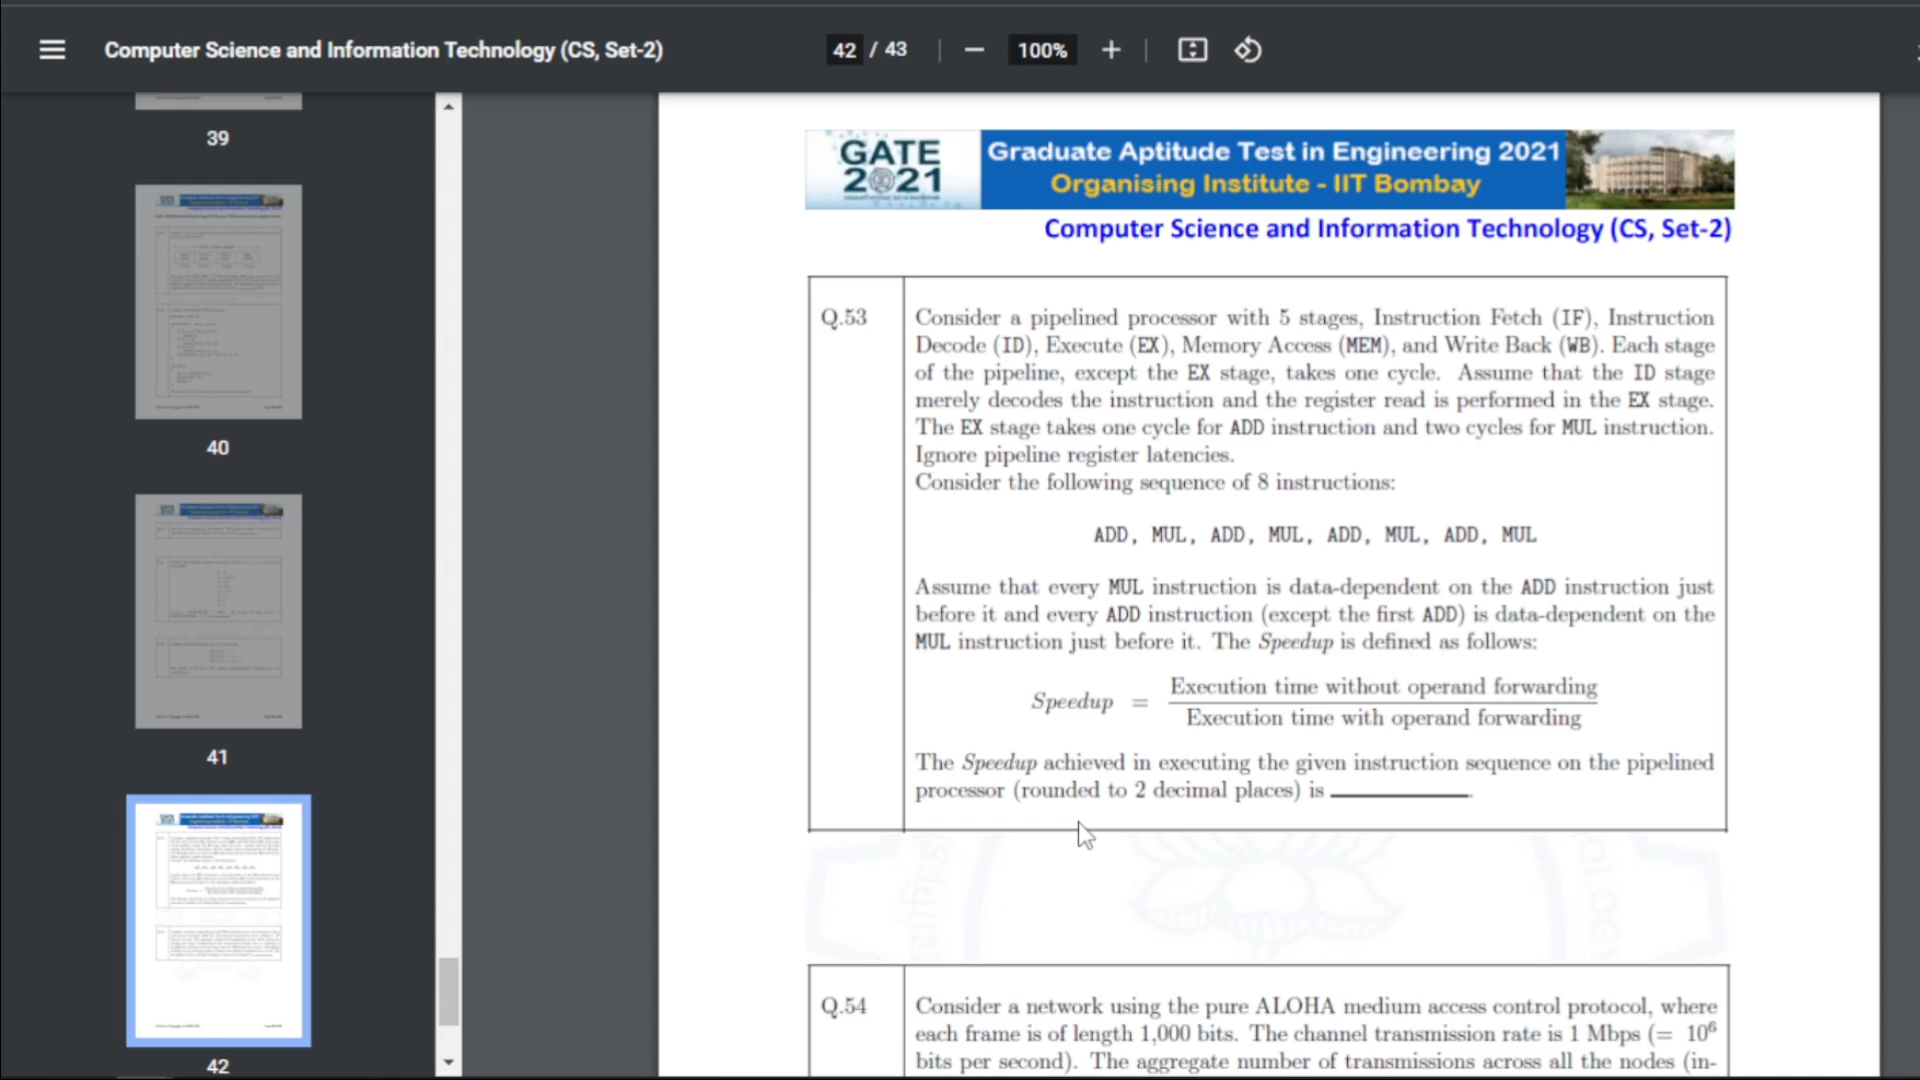 Computer Science and Information Technology (CS, Set-2)
42 / 43
100%
39
40
41
42
GATE
2021
Graduate Aptitude Test in Engineering 2021
Organising Institute - IIT Bombay
Computer Science and Information Technology (CS, Set-2)
Q.53
Consider a pipelined processor with 5 stages, Instruction Fetch (IF), Instruction
Decode (ID), Execute (EX), Memory Access (MEM), and Write Back (WB). Each stage
of the pipeline, except the EX stage, takes one cycle. Assume that the ID stage
merely decodes the instruction and the register read is performed in the EX stage.
The EX stage takes one cycle for ADD instruction and two cycles for MUL instruction.
Ignore pipeline register latencies.
Consider the following sequence of 8 instructions:
ADD, MUL, ADD, MUL, ADD, MUL, ADD, MUL
Assume that every MUL instruction is data-dependent on the ADD instruction just
before it and every ADD instruction (except the first ADD) is data-dependent on the
MUL instruction just before it. The Speedup is defined as follows:
Speedup = Execution time without operand forwarding
Execution time with operand forwarding
The Speedup achieved in executing the given instruction sequence on the pipelined
processor (rounded to 2 decimal places) is ________.
Q.54
Consider a network using the pure ALOHA medium access control protocol, where
each frame is of length 1,000 bits. The channel transmission rate is 1 Mbps (= 10⁶
bits per second). The aggregate number of transmissions across all the nodes (in-